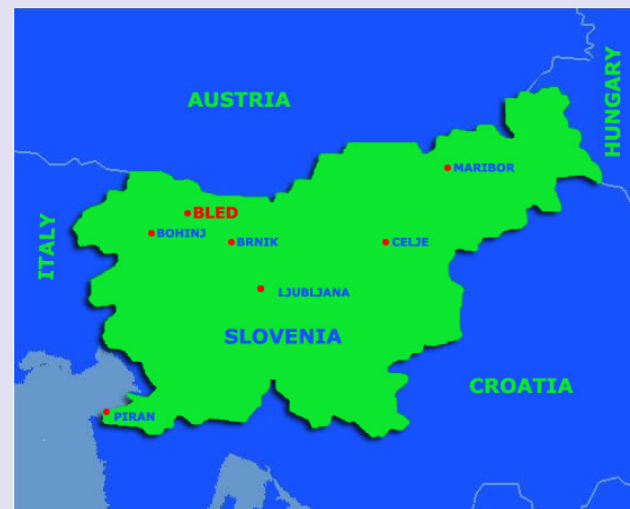 AUSTRIA
HUNGARY
MARIBOR
BLED
BOHINJ
BRNIK
CELJE
ITALY
LJUBLJANA
SLOVENIA
CROATIA
PIRAN